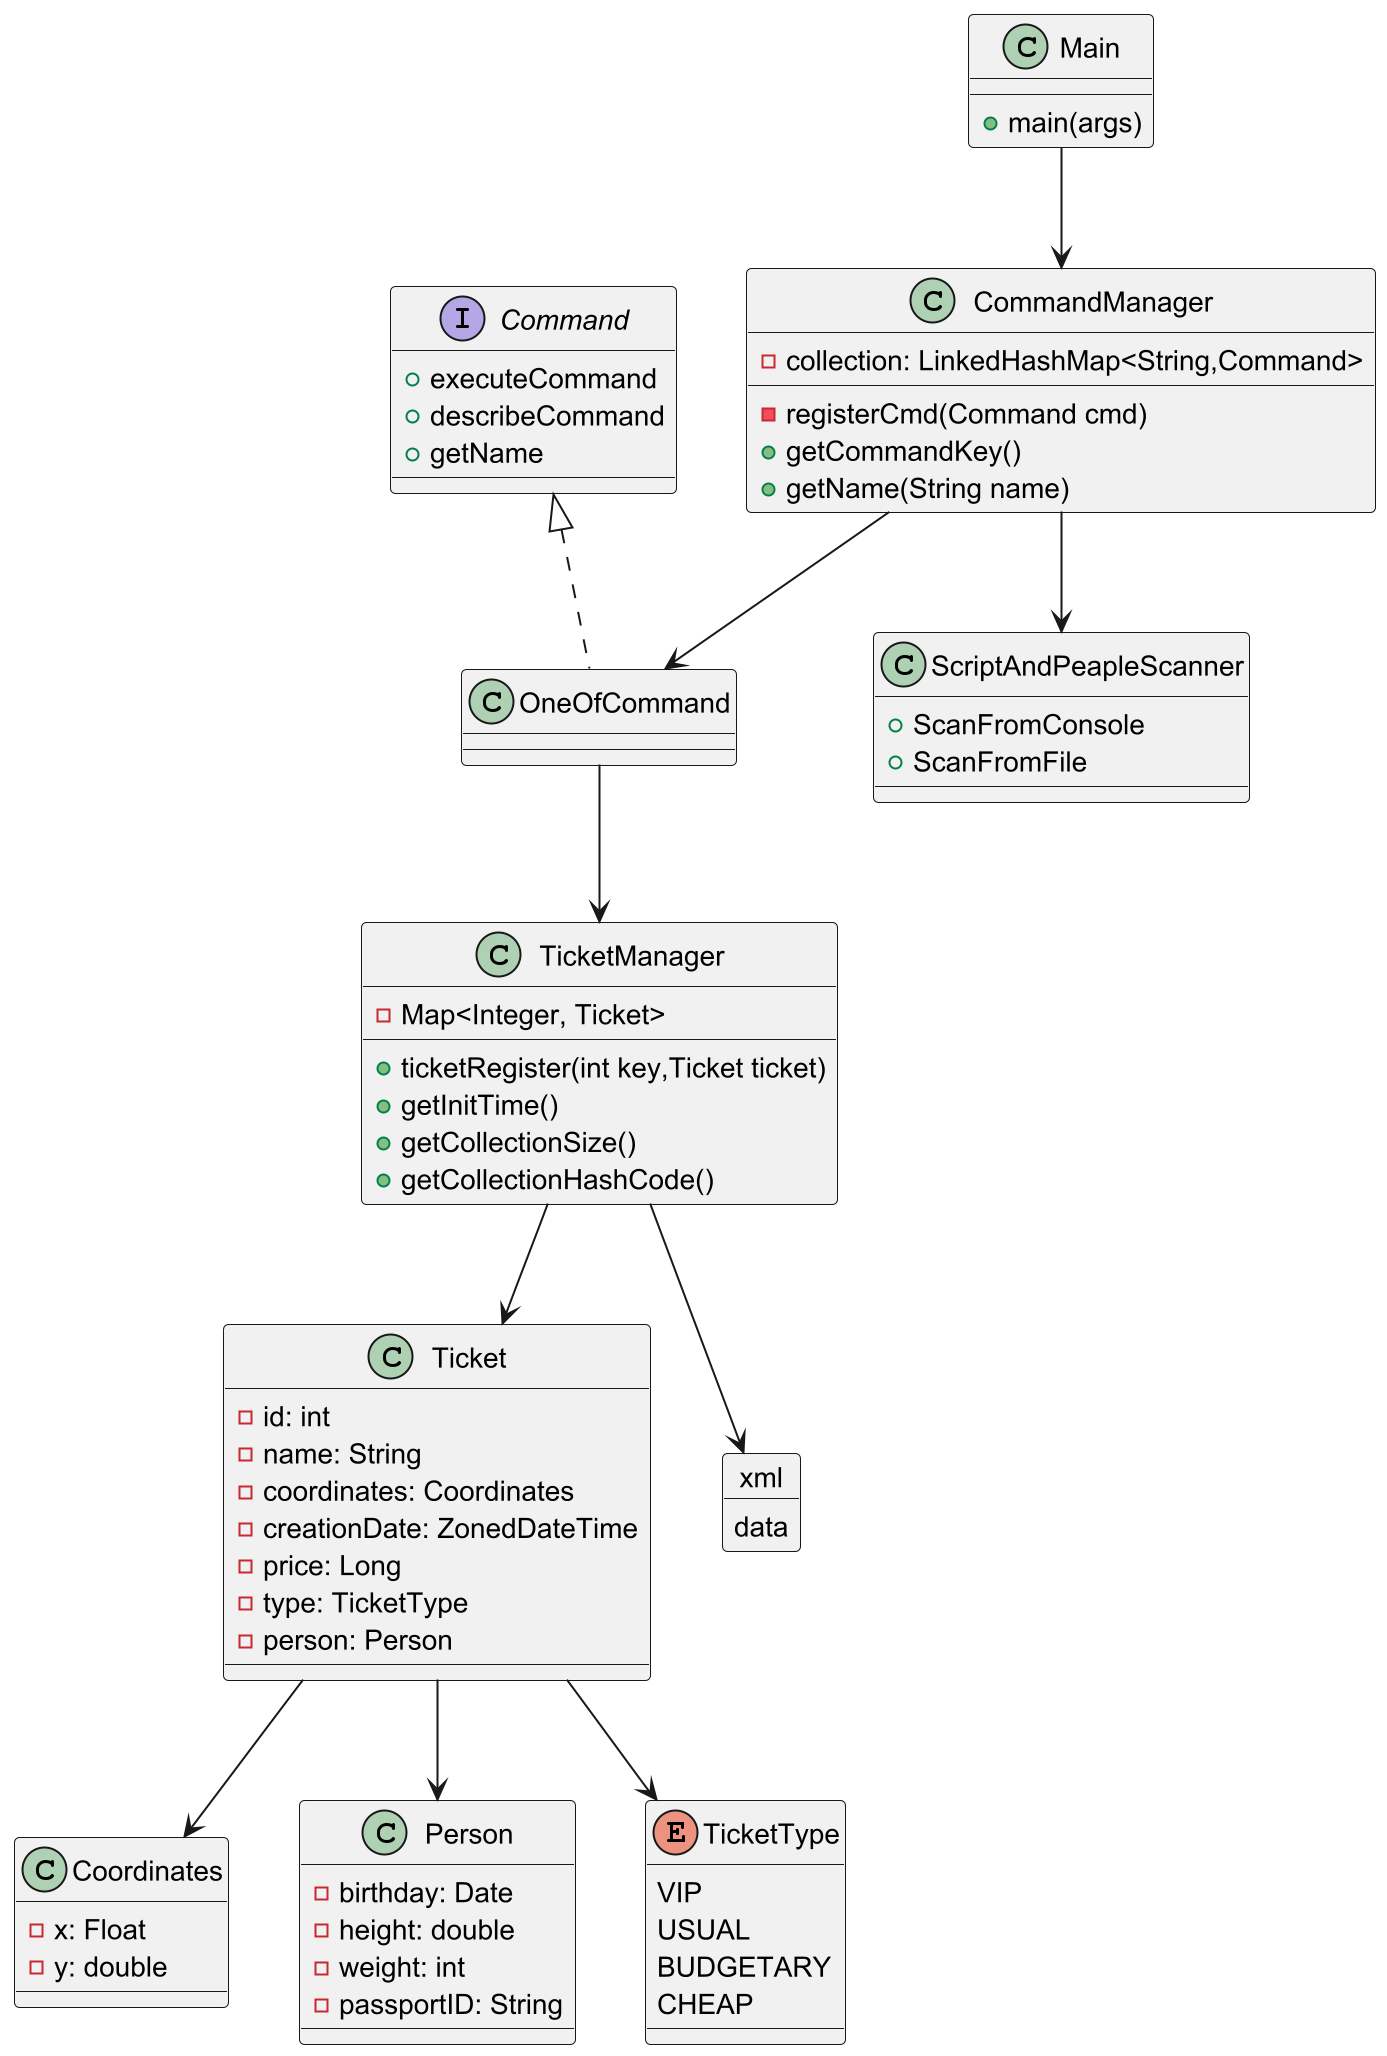 C Main
main(args)
I Command
executeCommand
describeCommand
getName
C CommandManager
collection: LinkedHashMap<String,Command>
registerCmd(Command cmd)
getCommandKey()
getName(String name)
C OneOfCommand
C ScriptAndPeapleScanner
ScanFromConsole
ScanFromFile
C TicketManager
Map<Integer, Ticket>
ticketRegister(int key,Ticket ticket)
getInitTime()
getCollectionSize()
getCollectionHashCode()
C Ticket
id: int
name: String
coordinates: Coordinates
creationDate: ZonedDateTime
price: Long
type: TicketType
person: Person
xml
data
C Coordinates
x: Float
y: double
C Person
birthday: Date
height: double
weight: int
passportID: String
E TicketType
VIP
USUAL
BUDGETARY
CHEAP